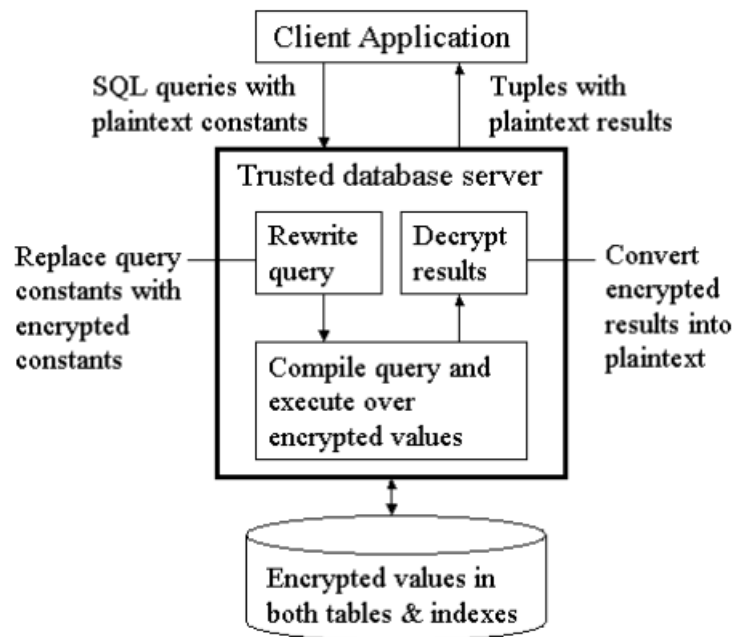 Client Application
SQL queries with
plaintext constants
Tuples with
plaintext results
Trusted database server
Rewrite
query
Decrypt
results
Replace query
constants with
encrypted
constants
Convert
encrypted
results into
plaintext
Compile query and
execute over
encrypted values
Encrypted values in
both tables & indexes